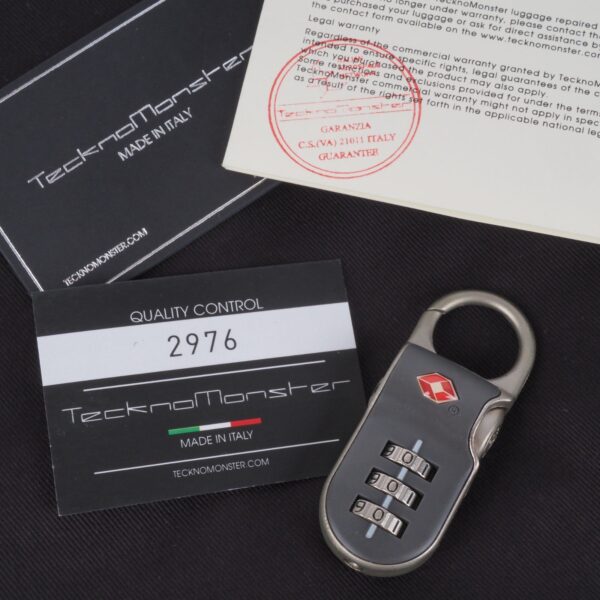 TecknoMonster luggage repaired
no longer under warranty, please contact the
purchased your luggage or ask for direct assistance by
the contact form available on the www.tecknomonster.com
Legal warranty
Regardless of the commercial warranty granted by TecknoM
intended to ensure specific rights, legal guarantees of the c
which you purchased the product may also apply.
Some restrictions and exclusions provided for under the terms
TecknoMonster commercial warranty might not apply in spec
as a result of the rights set forth in the applicable national leg
TecknoMonster
GARANZIA
C.S.(VA) 21011 ITALY
GUARANTEE
TecknoMonster
MADE IN ITALY
TECKNOMONSTER.COM
QUALITY CONTROL
2976
TecknoMonster
MADE IN ITALY
TECKNOMONSTER.COM
901
901
901